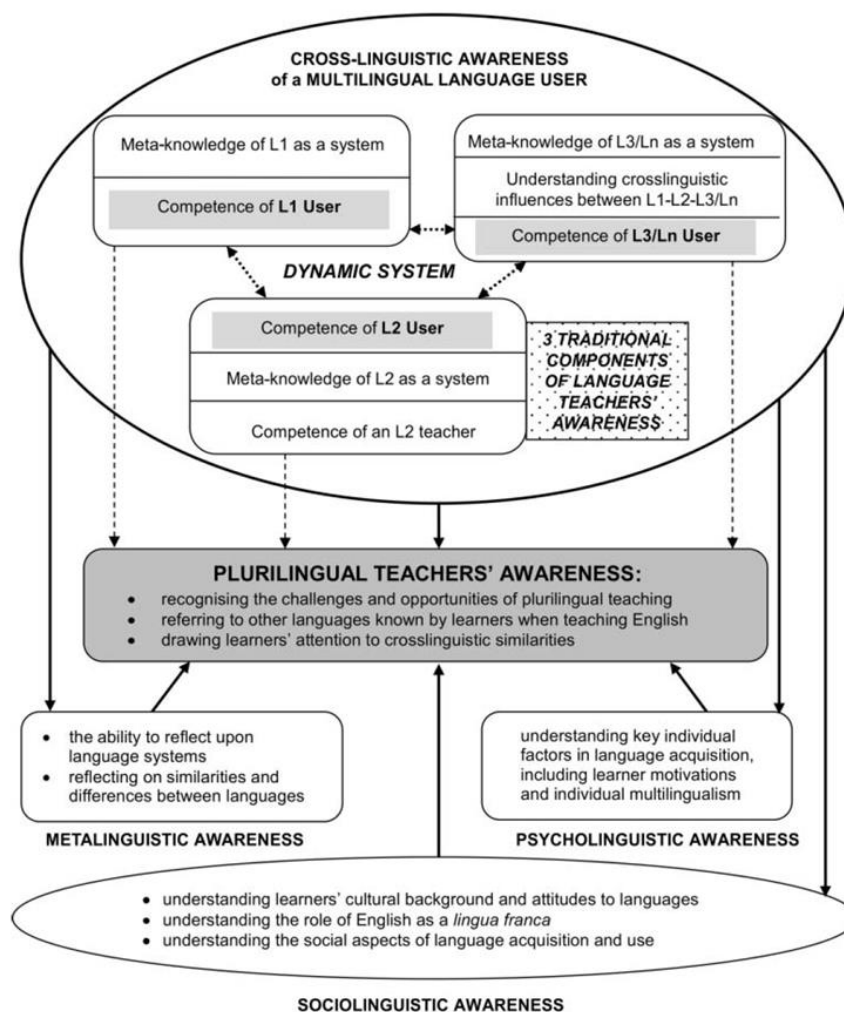 CROSS-LINGUISTIC AWARENESS
of a MULTILINGUAL LANGUAGE USER
Meta-knowledge of L1 as a system
Competence of L1 User
Meta-knowledge of L3/Ln as a system
Understanding crosslinguistic
influences between L1-L2-L3/Ln
Competence of L3/Ln User
DYNAMIC SYSTEM
Competence of L2 User
Meta-knowledge of L2 as a system
Competence of an L2 teacher
3 TRADITIONAL
COMPONENTS
OF LANGUAGE
TEACHERS'
AWARENESS
PLURILINGUAL TEACHERS' AWARENESS:
• recognising the challenges and opportunities of plurilingual teaching
• referring to other languages known by learners when teaching English
• drawing learners' attention to crosslinguistic similarities
• the ability to reflect upon
language systems
• reflecting on similarities and
differences between languages
METALINGUISTIC AWARENESS
understanding key individual
factors in language acquisition,
including learner motivations
and individual multilingualism
PSYCHOLINGUISTIC AWARENESS
• understanding learners' cultural background and attitudes to languages
• understanding the role of English as a lingua franca
• understanding the social aspects of language acquisition and use
SOCIOLINGUISTIC AWARENESS